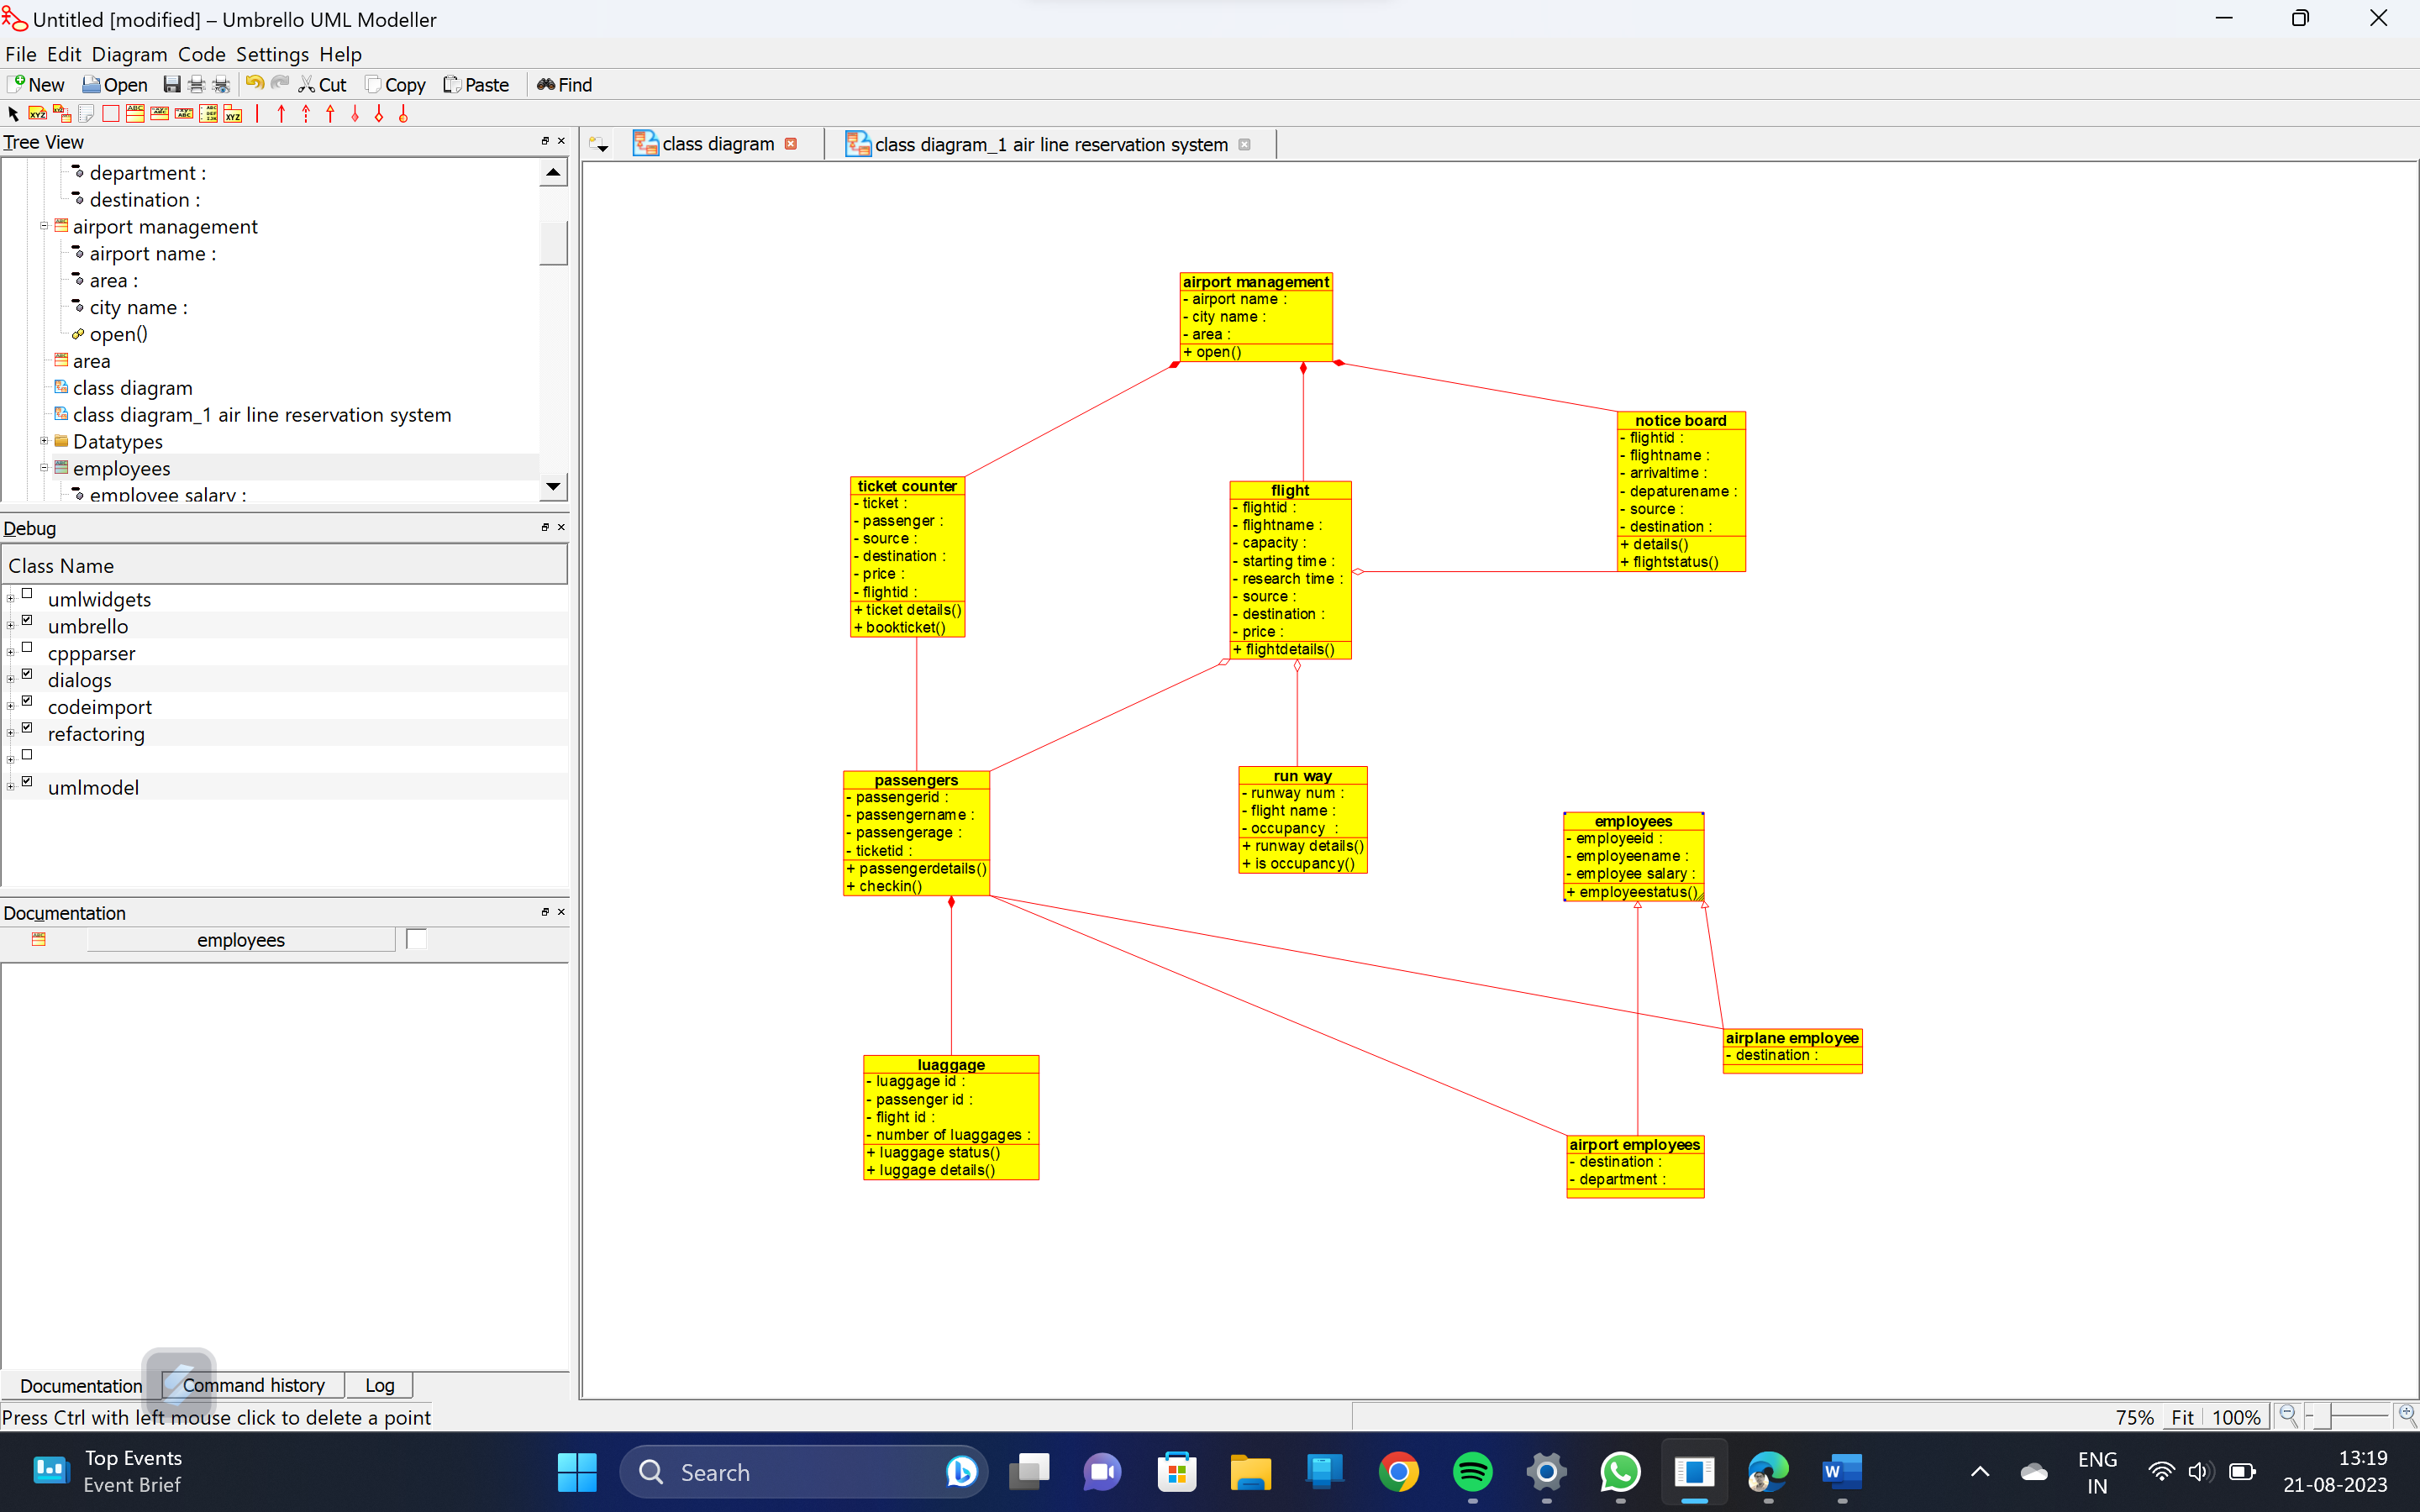 Untitled [modified] – Umbrello UML Modeller
File Edit Diagram Code Settings Help
New Open Cut Copy Paste Find
Tree View
department :
destination :
airport management
airport name :
area :
city name :
open()
area
class diagram
class diagram_1 air line reservation system
Datatypes
employees
employee salary :
Debug
Class Name
umlwidgets
umbrello
cppparser
dialogs
codeimport
refactoring
umlmodel
Documentation
employees
Documentation Command history Log
Press Ctrl with left mouse click to delete a point
class diagram
class diagram_1 air line reservation system
airport management
- airport name :
- city name :
- area :
+ open()
notice board
- flightid :
- flightname :
- arrivaltime :
- depaturename :
- source :
- destination :
+ details()
+ flightstatus()
ticket counter
- ticket :
- passenger :
- source :
- destination :
- price :
- flightid :
+ ticket details()
+ bookticket()
flight
- flightid :
- flightname :
- capacity :
- starting time :
- research time :
- source :
- destination :
- price :
+ flightdetails()
passengers
- passengerid :
- passengername :
- passengerage :
- ticketid :
+ passengerdetails()
+ checkin()
run way
- runway num :
- flight name :
- occupancy :
+ runway details()
+ is occupancy()
employees
- employeeid :
- employeename :
- employee salary :
+ employeestatus()
airplane employee
- destination :
luaggage
- luaggage id :
- passenger id :
- flight id :
- number of luaggages :
+ luaggage status()
+ luggage details()
airport employees
- destination :
- department :
75% Fit 100%
Top Events
Event Brief
Search
ENG
IN
13:19
21-08-2023